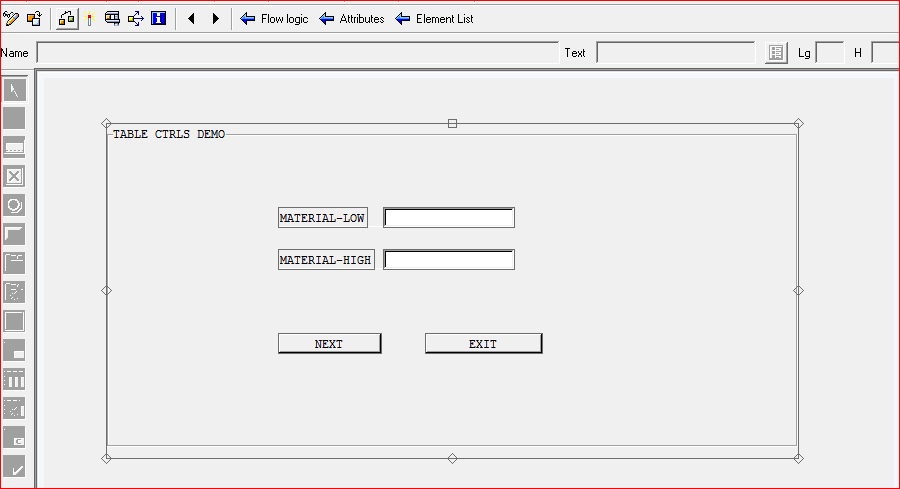 Flow logic Attributes Element List
Name Text Lg H
TABLE CTRLS DEMO
MATERIAL-LOW
MATERIAL-HIGH
NEXT EXIT